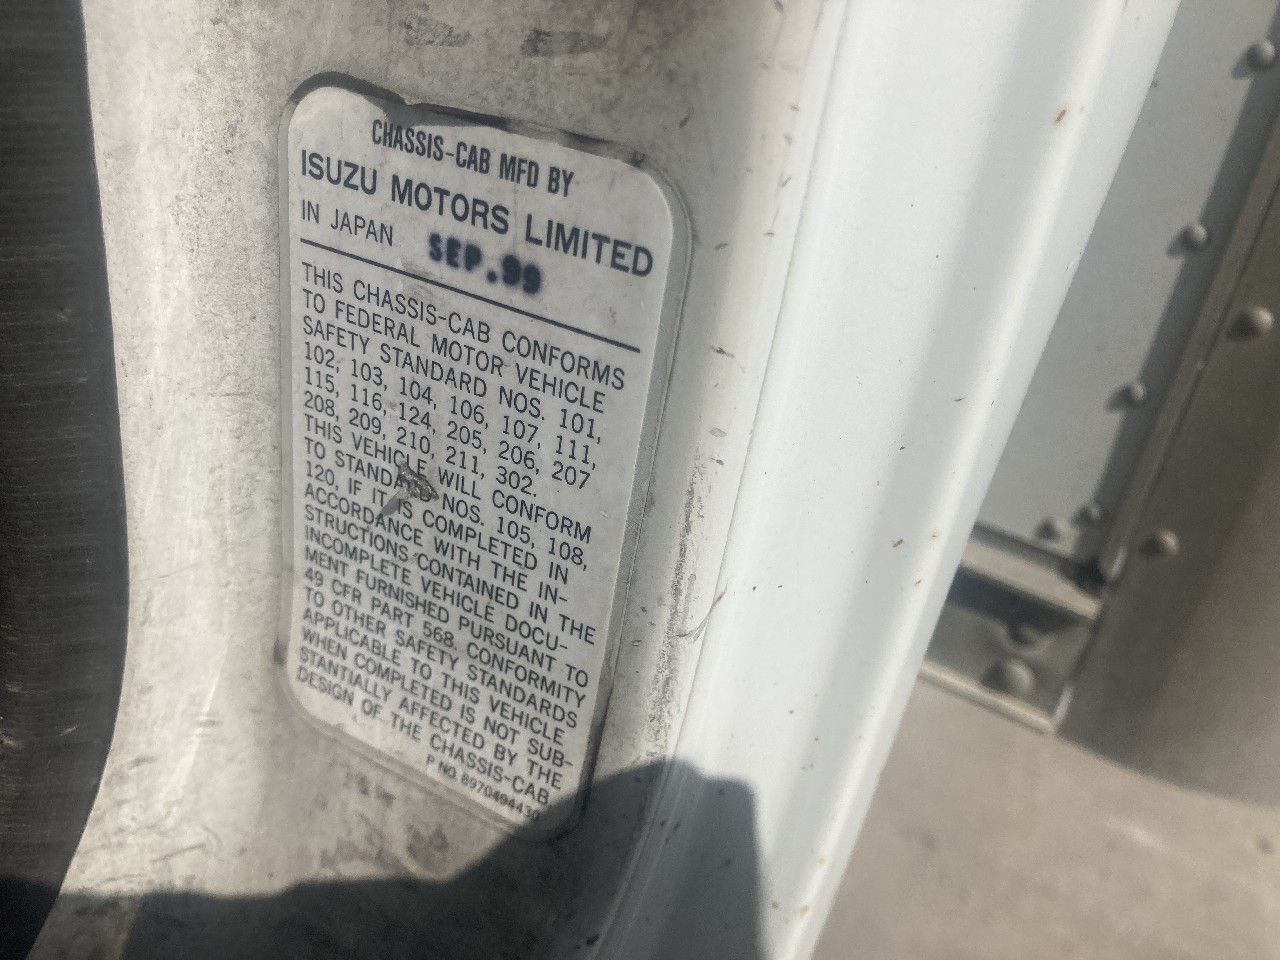 CHASSIS-CAB MFD BY
ISUZU MOTORS LIMITED
IN JAPAN SEP.99
THIS CHASSIS-CAB CONFORMS
TO FEDERAL MOTOR VEHICLE
SAFETY STANDARD NOS. 101,
102, 103, 104, 106, 107, 111,
115, 116, 124, 205, 206, 207
208, 209, 210, 211, 302.
THIS VEHICLE WILL CONFORM
TO STANDARD NOS. 105, 108,
120, IF IT IS COMPLETED IN
ACCORDANCE WITH THE IN-
STRUCTIONS CONTAINED IN THE
INCOMPLETE VEHICLE DOCU-
MENT FURNISHED PURSUANT TO
49 CFR PART 568. CONFORMITY
TO OTHER SAFETY STANDARDS
APPLICABLE TO THIS VEHICLE
WHEN COMPLETED IS NOT SUB-
STANTIALLY AFFECTED BY THE
DESIGN OF THE CHASSIS-CAB
P NO 8970494430